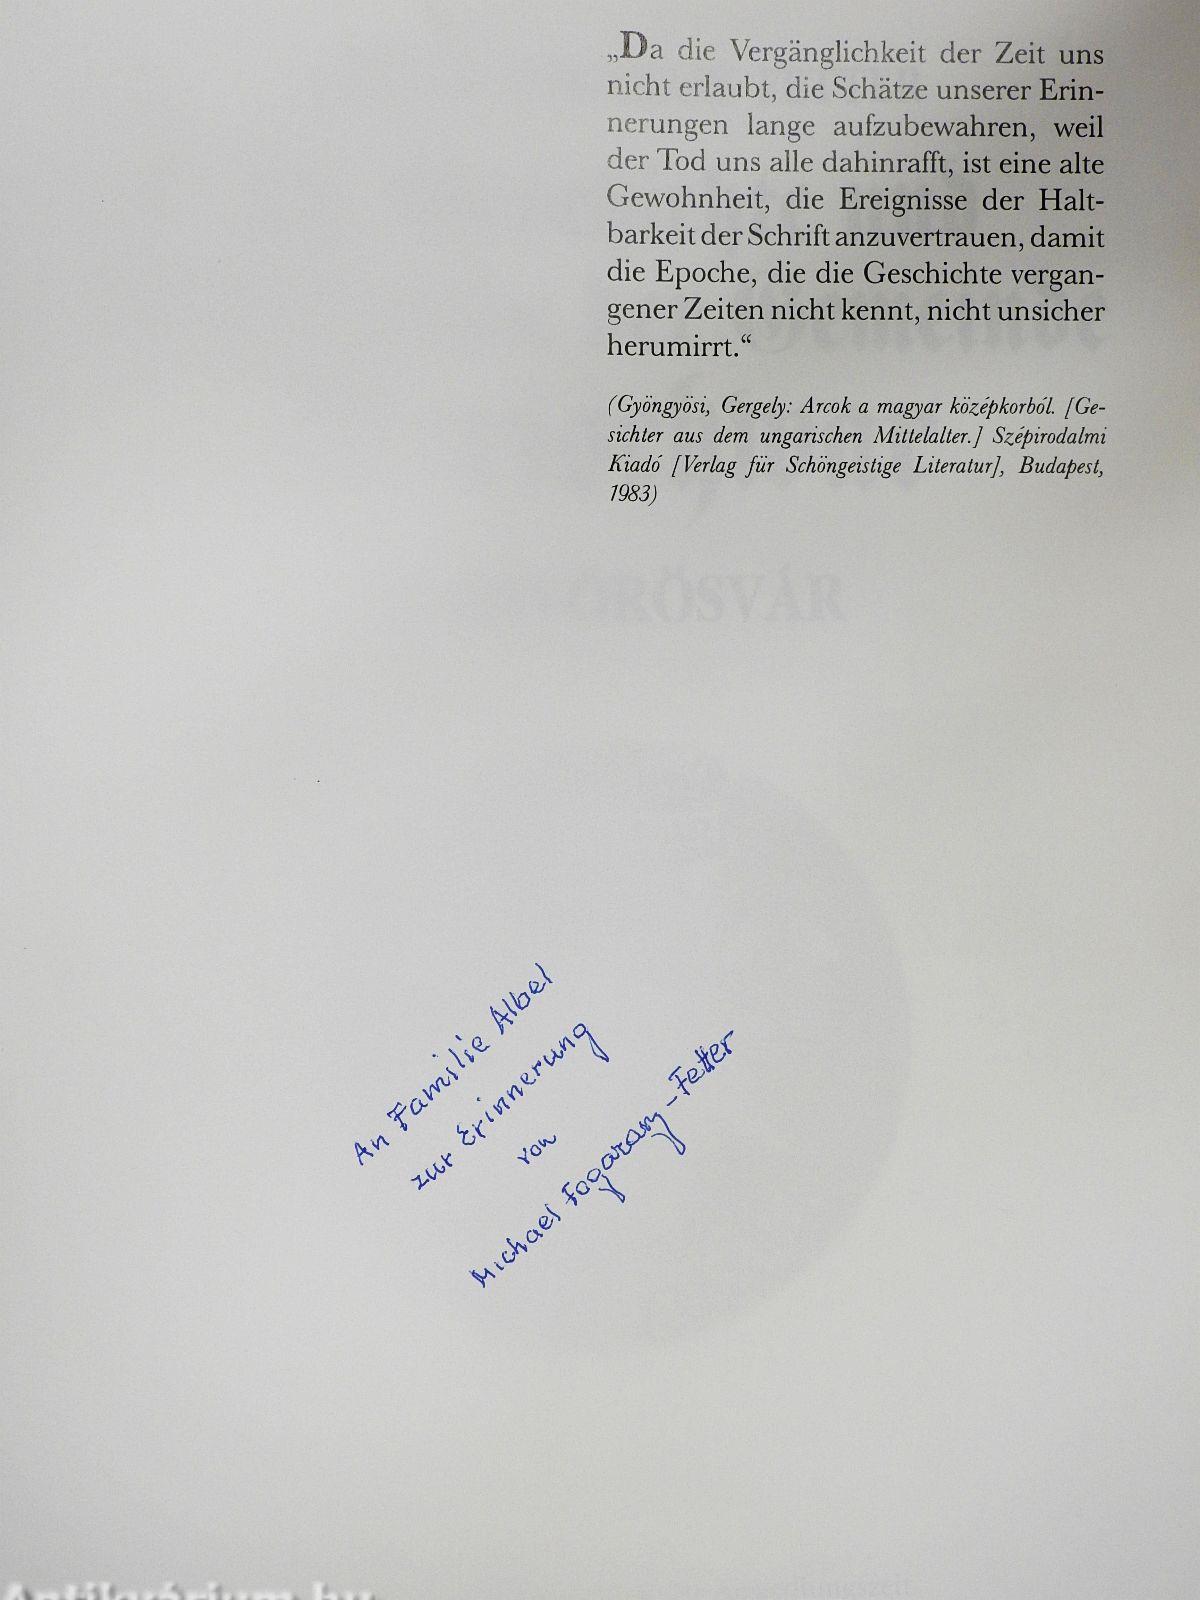 „Da die Vergänglichkeit der Zeit uns
nicht erlaubt, die Schätze unserer Erin-
nerungen lange aufzubewahren, weil
der Tod uns alle dahinrafft, ist eine alte
Gewohnheit, die Ereignisse der Halt-
barkeit der Schrift anzuvertrauen, damit
die Epoche, die die Geschichte vergan-
gener Zeiten nicht kennt, nicht unsicher
herumirrt.“
(Gyöngyösi, Gergely: Arcok a magyar középkorból. [Ge-
sichter aus dem ungarischen Mittelalter.] Szépirodalmi
Kiadó [Verlag für Schöngeistige Literatur], Budapest,
1983)
ÖRÖSVÁR
An Familie Albel
zur Erinnerung
von
Michael Fogarasy-Fetter
Antikvárium.hu